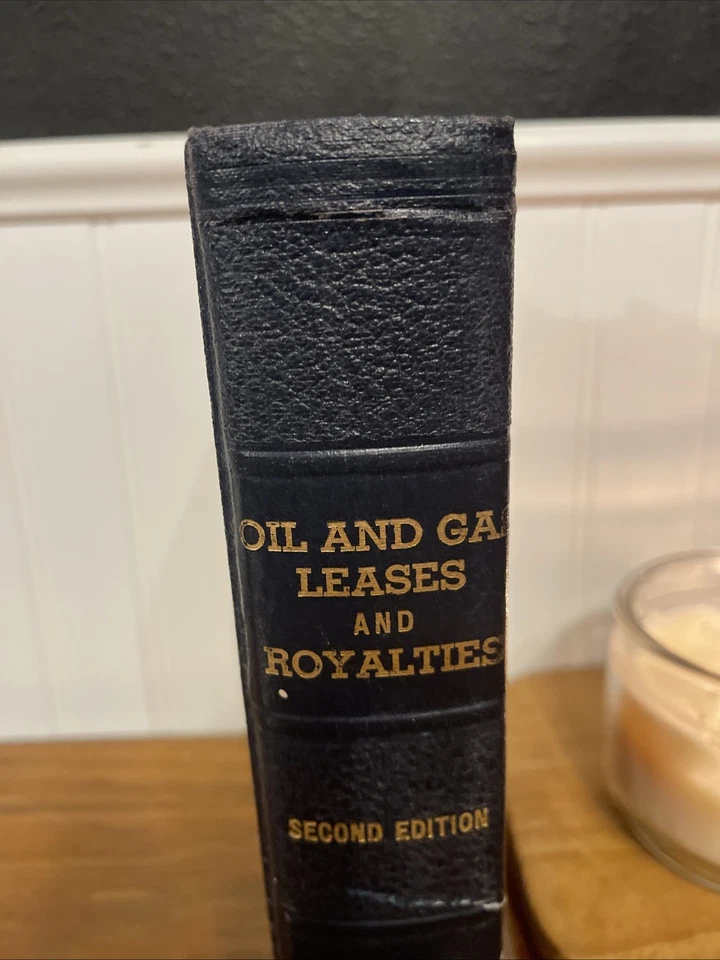 OIL AND GAS
LEASES
AND
ROYALTIES
SECOND EDITION